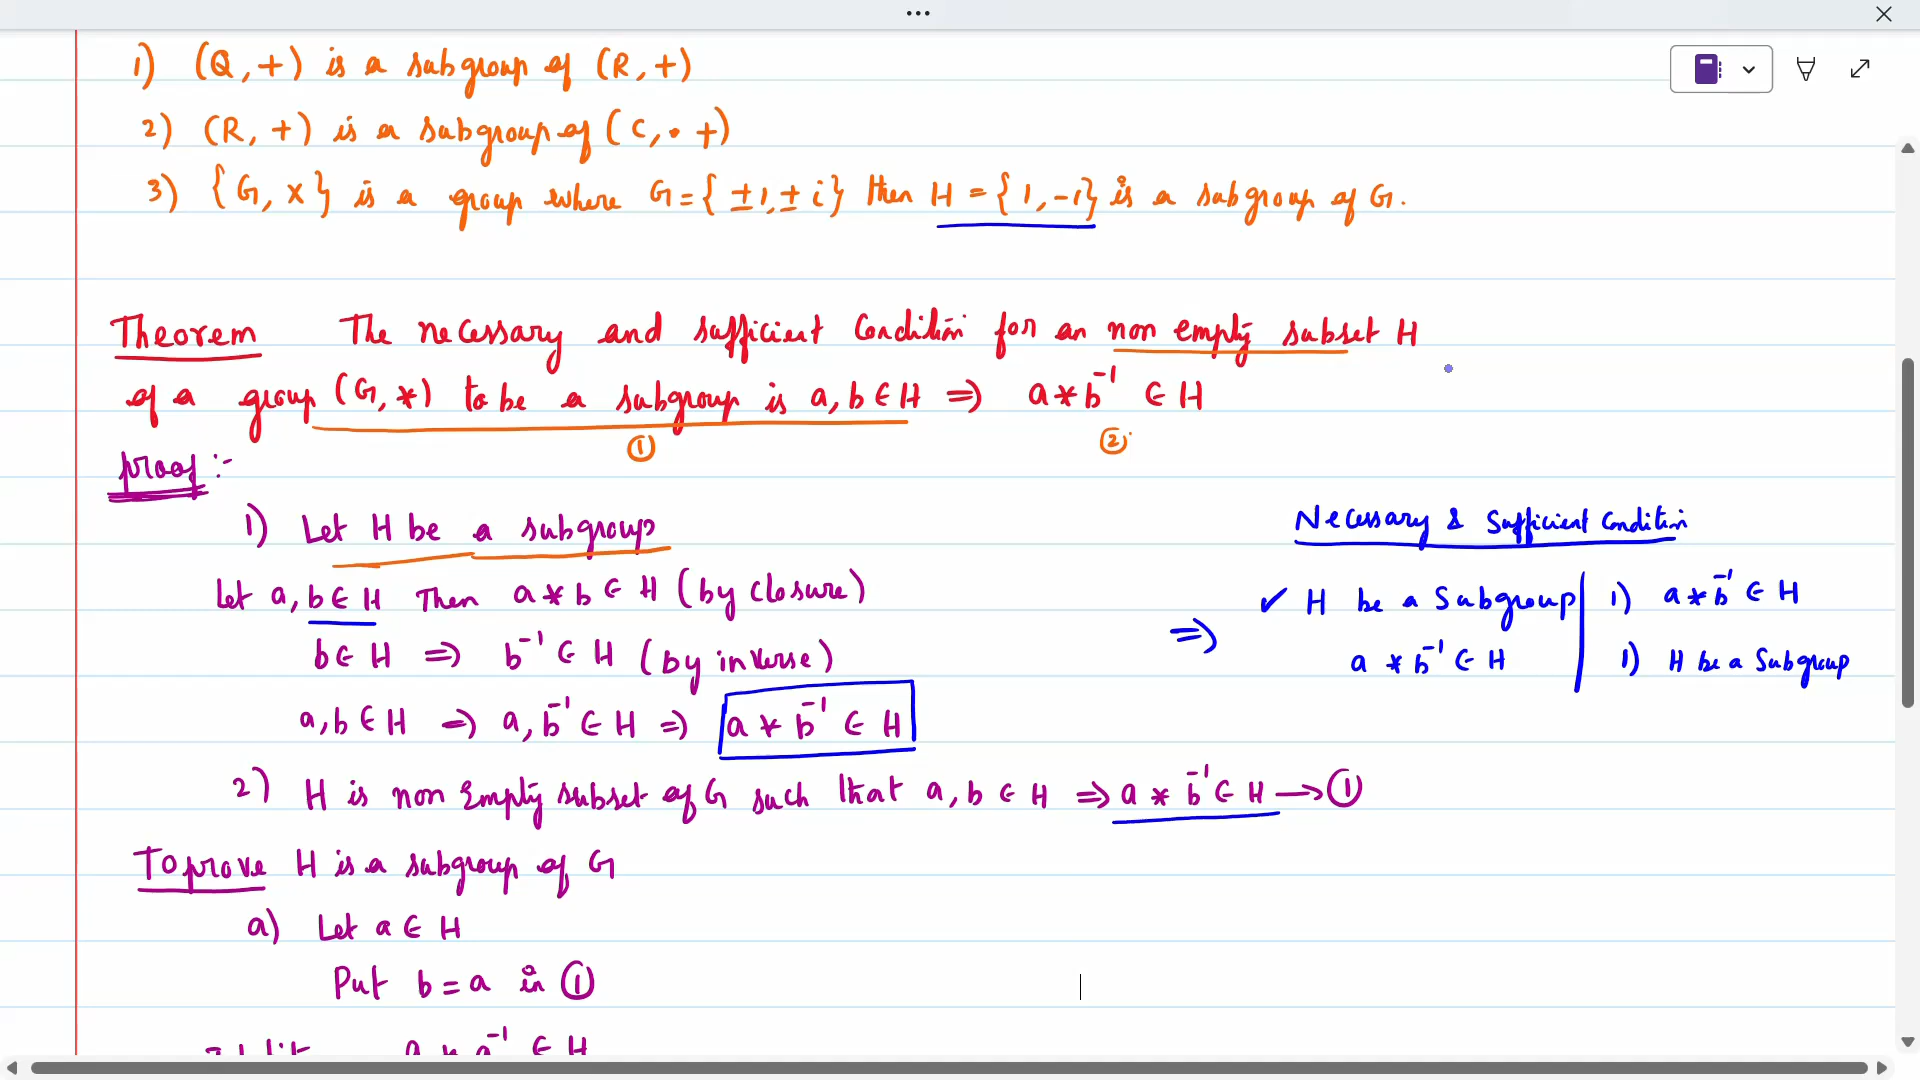 1) (Q, +) is a subgroup of (R, +)
2) (R, +) is a subgroup of (C, • +)
3) {G, ×} is a group where G = {±1, ±i} then H = {1, -1} is a subgroup of G.
Theorem The necessary and sufficient Condition for an non empty subset H
of a group (G, *) to be a subgroup is a, b ∈ H ⇒ a * b⁻¹ ∈ H
① ②
proof :-
1) Let H be a subgroup
Let a, b ∈ H Then a * b ∈ H (by closure)
b ∈ H ⇒ b⁻¹ ∈ H (by inverse)
a, b ∈ H ⇒ a, b⁻¹ ∈ H ⇒ a * b⁻¹ ∈ H
Necessary & Sufficient Condition
⇒ ✓ H be a Subgroup | 1) a * b⁻¹ ∈ H
a * b⁻¹ ∈ H | 1) H be a Subgroup
2) H is non Empty subset of G such that a, b ∈ H ⇒ a * b⁻¹ ∈ H → ①
To prove H is a subgroup of G
a) Let a ∈ H
Put b = a in ①
a * a⁻¹ ∈ H